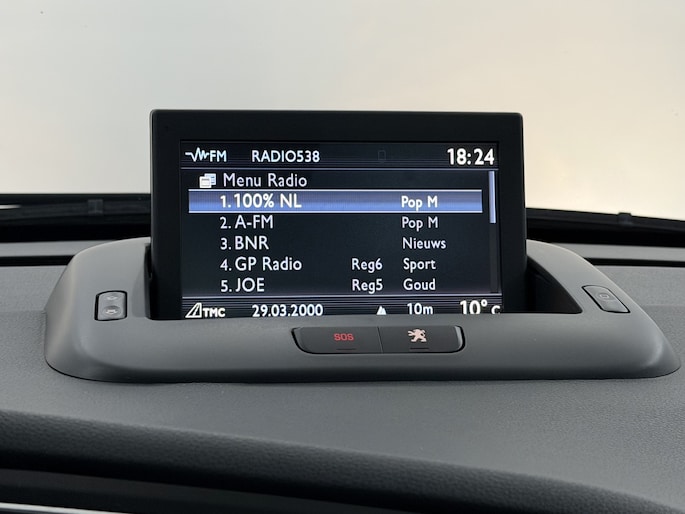 FM RADIO538 18:24
Menu Radio
1. 100% NL Pop M
2. A-FM Pop M
3. BNR Nieuws
4. GP Radio Reg6 Sport
5. JOE Reg5 Goud
TMC 29.03.2000 10m 10° C
SOS